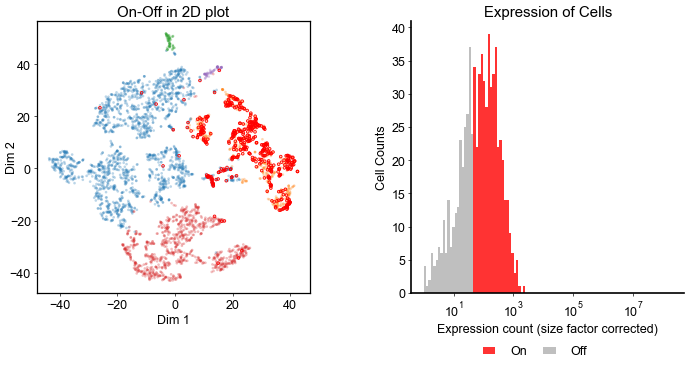 On-Off in 2D plot
Dim 2
40
20
0
−20
−40
−40 −20 0 20 40
Dim 1
Expression of Cells
Cell Counts
40
35
30
25
20
15
10
5
0
10^1 10^3 10^5 10^7
Expression count (size factor corrected)
On Off